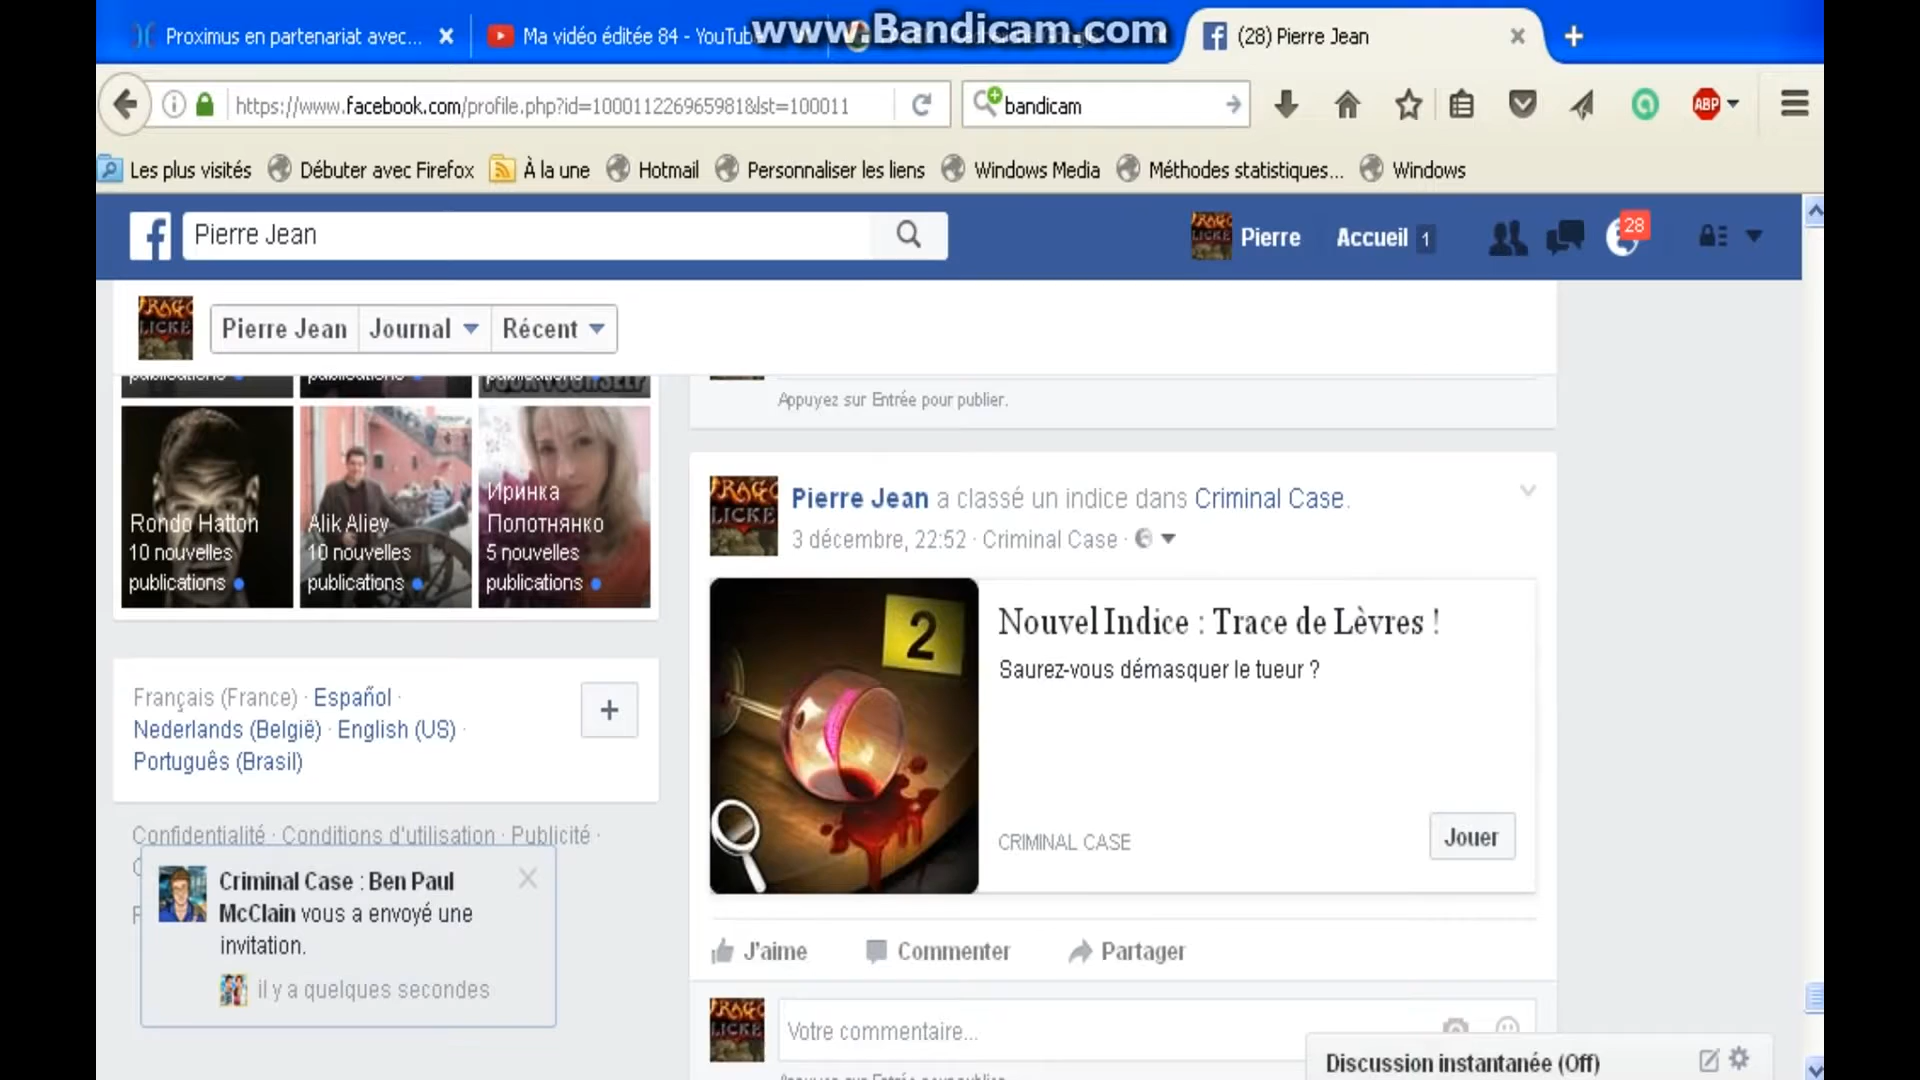 www.Bandicam.com
Proximus en partenariat avec...
Ma vidéo éditée 84 - YouTub
(28) Pierre Jean
https://www.facebook.com/profile.php?id=100011226965981&lst=100011
bandicam
ABP
Les plus visités
Débuter avec Firefox
À la une
Hotmail
Personnaliser les liens
Windows Media
Méthodes statistiques...
Windows
Pierre Jean
Pierre
Accueil 1
28
Pierre Jean
Journal
Récent
publications
publications
publications
Appuyez sur Entrée pour publier.
Rondo Hatton
10 nouvelles
publications
Alik Aliev
10 nouvelles
publications
Иринка
Полотнянко
5 nouvelles
publications
Pierre Jean a classé un indice dans Criminal Case.
3 décembre, 22:52 · Criminal Case ·
2
Nouvel Indice : Trace de Lèvres !
Saurez-vous démasquer le tueur ?
CRIMINAL CASE
Jouer
Français (France) · Español ·
Nederlands (België) · English (US) ·
Português (Brasil)
+
Confidentialité · Conditions d'utilisation · Publicité ·
Criminal Case : Ben Paul
McClain vous a envoyé une
invitation.
il y a quelques secondes
J'aime
Commenter
Partager
Votre commentaire...
Discussion instantanée (Off)